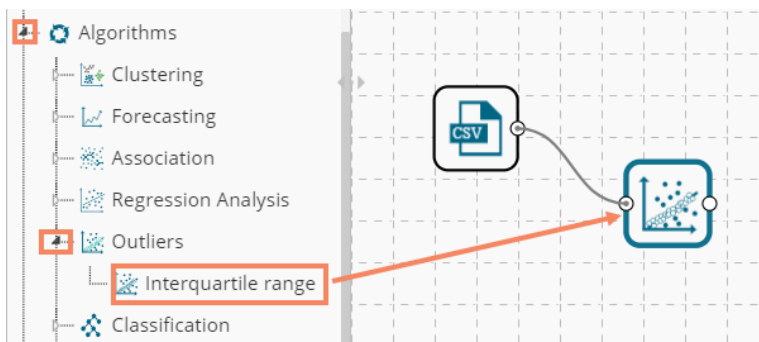 Algorithms
Clustering
Forecasting
Association
Regression Analysis
Outliers
Interquartile range
Classification
CSV